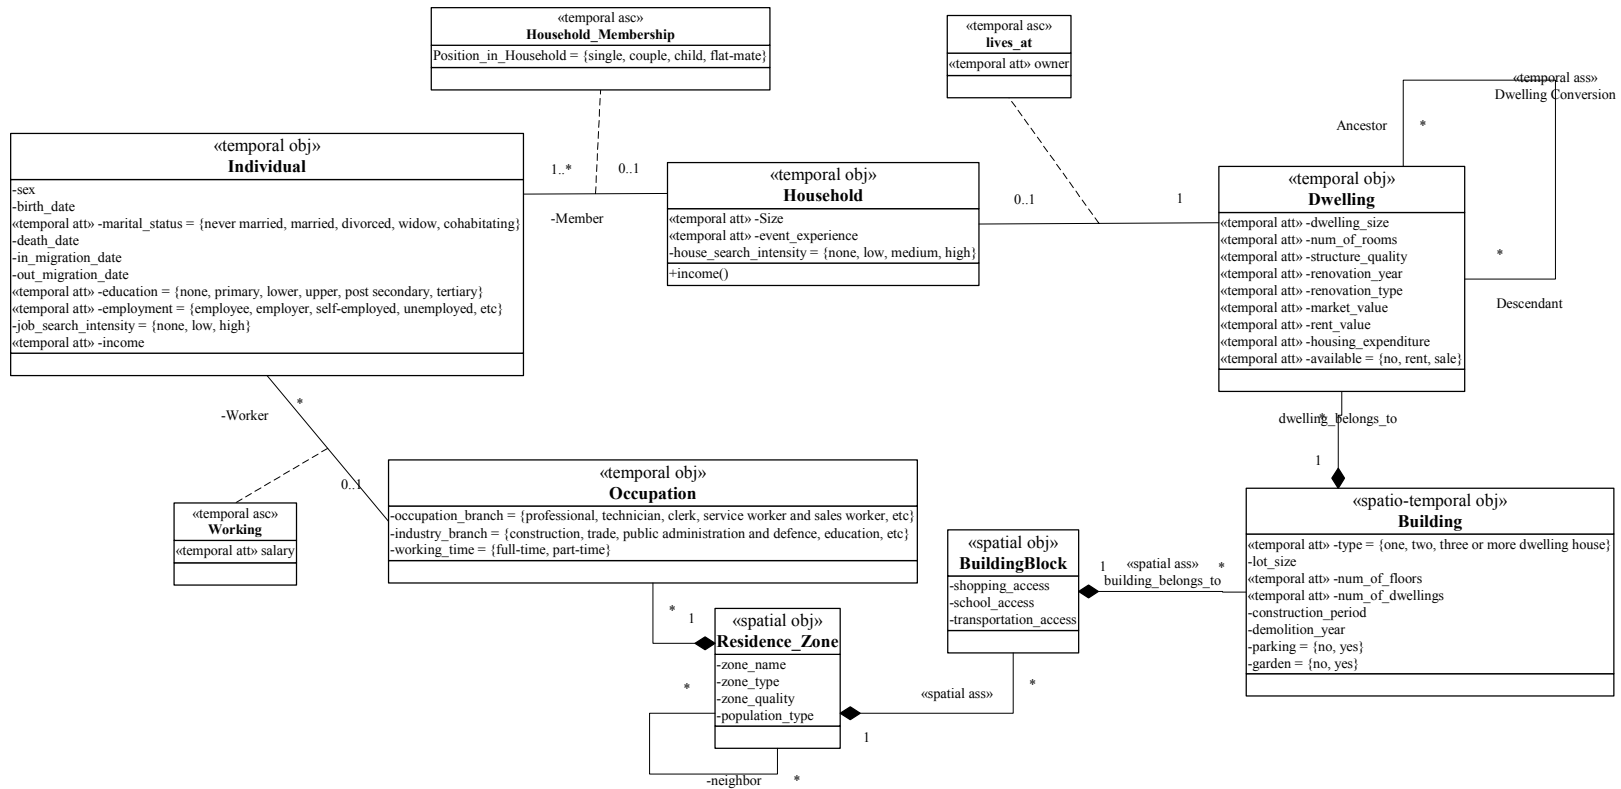 «temporal asc»
Household_Membership
Position_in_Household = {single, couple, child, flat-mate}
«temporal asc»
lives_at
«temporal att» owner
«temporal ass»
Dwelling Conversion
Ancestor
*
*
Descendant
«temporal obj»
Individual
-sex
-birth_date
«temporal att» -marital_status = {never married, married, divorced, widow, cohabitating}
-death_date
-in_migration_date
-out_migration_date
«temporal att» -education = {none, primary, lower, upper, post secondary, tertiary}
«temporal att» -employment = {employee, employer, self-employed, unemployed, etc}
-job_search_intensity = {none, low, high}
«temporal att» -income
1..*
0..1
-Member
«temporal obj»
Household
«temporal att» -Size
«temporal att» -event_experience
-house_search_intensity = {none, low, medium, high}
+income()
0..1
1
«temporal obj»
Dwelling
«temporal att» -dwelling_size
«temporal att» -num_of_rooms
«temporal att» -structure_quality
«temporal att» -renovation_year
«temporal att» -renovation_type
«temporal att» -market_value
«temporal att» -rent_value
«temporal att» -housing_expenditure
«temporal att» -available = {no, rent, sale}
*
dwelling_belongs_to
1
-Worker
*
0..1
«temporal asc»
Working
«temporal att» salary
«temporal obj»
Occupation
-occupation_branch = {professional, technician, clerk, service worker and sales worker, etc}
-industry_branch = {construction, trade, public administration and defence, education, etc}
-working_time = {full-time, part-time}
*
1
«spatial obj»
Residence_Zone
-zone_name
-zone_type
-zone_quality
-population_type
*
-neighbor
*
«spatial ass»
1
*
«spatial obj»
BuildingBlock
-shopping_access
-school_access
-transportation_access
1
«spatial ass»
building_belongs_to
*
«spatio-temporal obj»
Building
«temporal att» -type = {one, two, three or more dwelling house}
-lot_size
«temporal att» -num_of_floors
«temporal att» -num_of_dwellings
-construction_period
-demolition_year
-parking = {no, yes}
-garden = {no, yes}